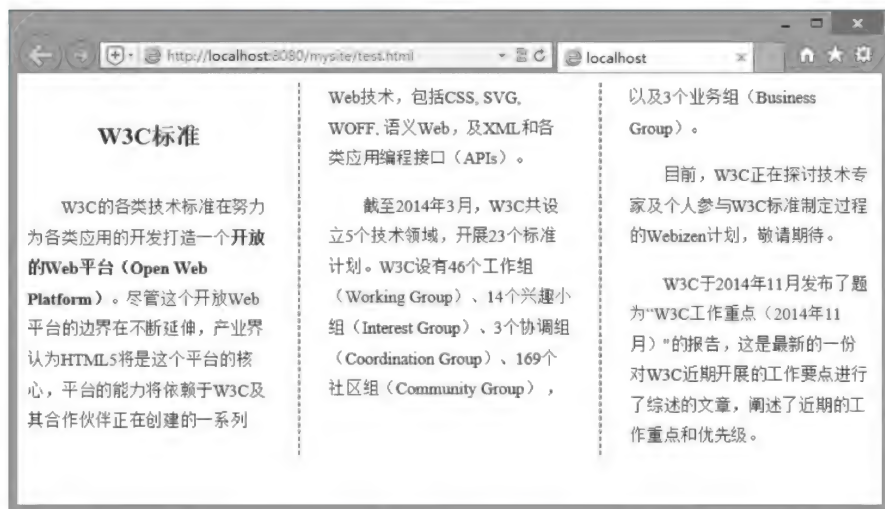 http://localhost:8080/mysite/test.html
localhost
W3C标准
W3C的各类技术标准在努力
为各类应用的开发打造一个开放
的Web平台（Open Web
Platform）。尽管这个开放Web
平台的边界在不断延伸，产业界
认为HTML5将是这个平台的核
心，平台的能力将依赖于W3C及
其合作伙伴正在创建的一系列
Web技术，包括CSS, SVG,
WOFF, 语义Web，及XML和各
类应用编程接口（APIs）。
截至2014年3月，W3C共设
立5个技术领域，开展23个标准
计划。W3C设有46个工作组
（Working Group）、14个兴趣小
组（Interest Group）、3个协调组
（Coordination Group）、169个
社区组（Community Group），
以及3个业务组（Business
Group）。
目前，W3C正在探讨技术专
家及个人参与W3C标准制定过程
的Webizen计划，敬请期待。
W3C于2014年11月发布了题
为“W3C工作重点（2014年11
月）"的报告，这是最新的一份
对W3C近期开展的工作要点进行
了综述的文章，阐述了近期的工
作重点和优先级。